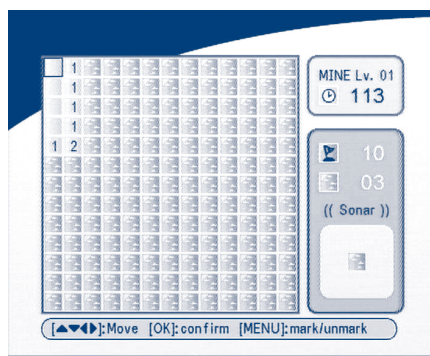 MINE Lv. 01
113
1
1
1
1
1 2
10
03
(( Sonar ))
[▲▼◀▶]:Move [OK]:confirm [MENU]:mark/unmark